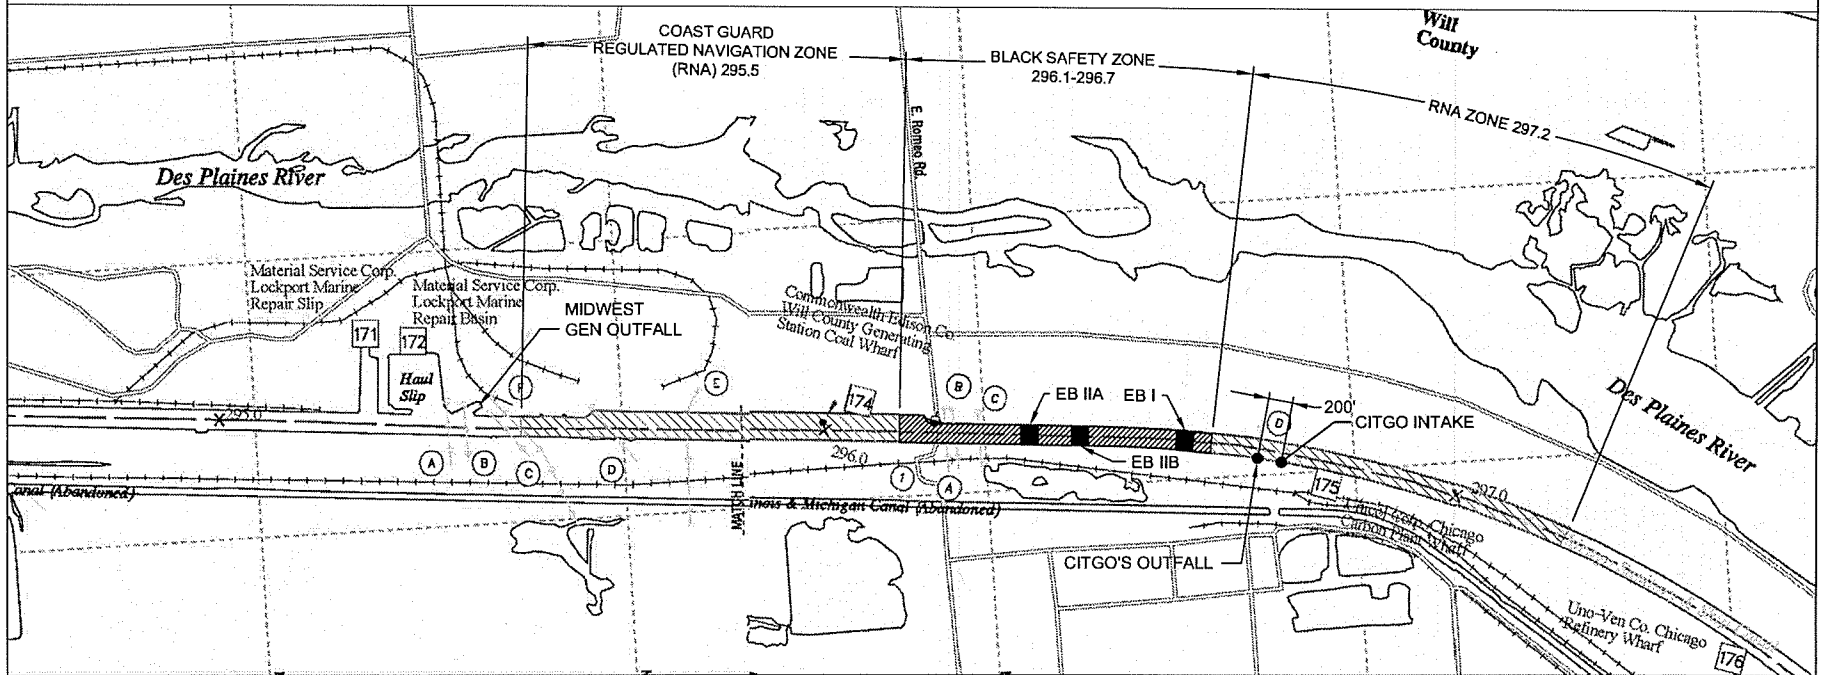 COAST GUARD
REGULATED NAVIGATION ZONE
(RNA) 295.5
BLACK SAFETY ZONE
296.1-296.7
Will
County
RNA ZONE 297.2
E. Romeo Rd.
Des Plaines River
Material Service Corp.
Lockport Marine
Repair Slip
Material Service Corp.
Lockport Marine
Repair Basin
MIDWEST
GEN OUTFALL
Commonwealth Edison Co
Will County Generating
Station Coal Wharf
171
172
Haul
Slip
174
295.0
296.0
B
C
EB IIA
EB I
EB IIB
200'
D
CITGO INTAKE
Des Plaines River
A
B
C
D
1
A
MATCH LINE
anal (Abandoned)
inois & Michigan Canal (Abandoned)
175
297.0
Corp. Chicago
Carbon Plant Wharf
CITGO'S OUTFALL
Uno-Ven Co. Chicago
Refinery Wharf
176